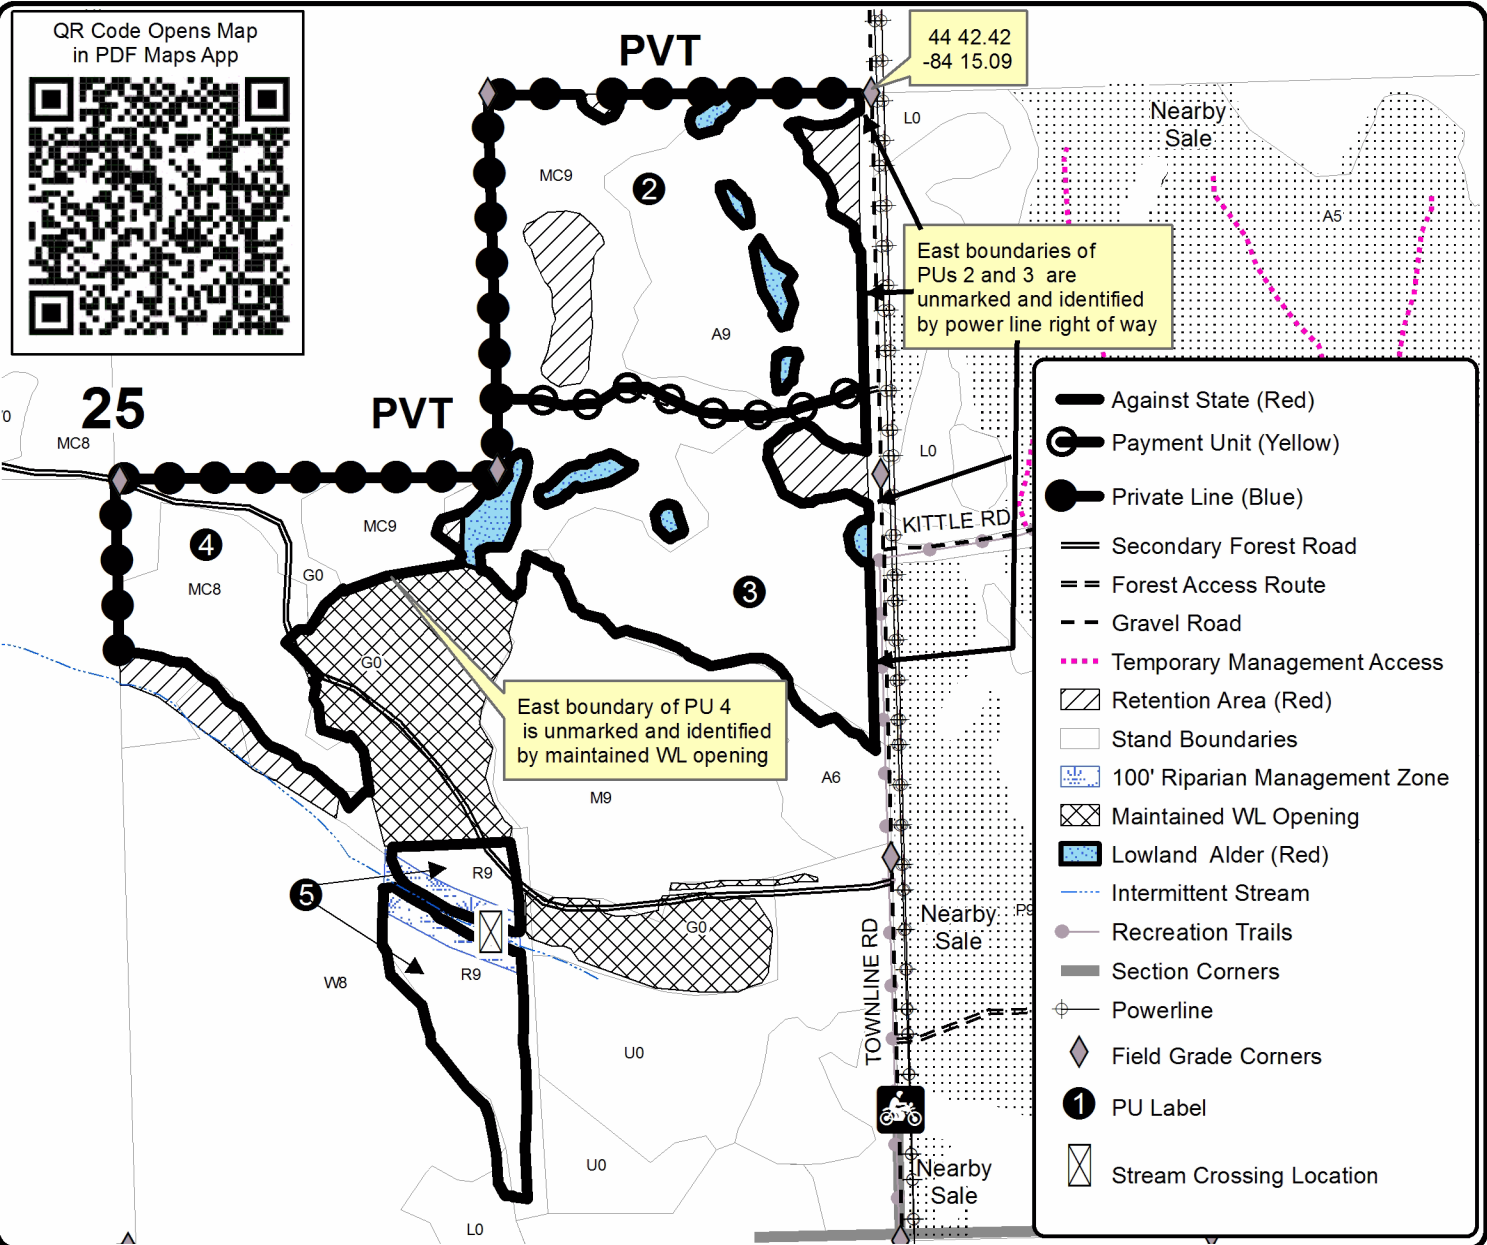 QR Code Opens Map
in PDF Maps App
PVT
44 42.42
-84 15.09
Nearby
Sale
L0
MC9
2
A5
East boundaries of
PUs 2 and 3 are
unmarked and identified
by power line right of way
A9
25
PVT
0
MC8
L0
MC9
KITTLE RD
4
G0
MC8
3
G0
East boundary of PU 4
is unmarked and identified
by maintained WL opening
A6
M9
5
R9
G0
Nearby
Sale
P9
R9
W8
TOWNLINE RD
U0
U0
Nearby
Sale
L0
Against State (Red)
Payment Unit (Yellow)
Private Line (Blue)
Secondary Forest Road
Forest Access Route
Gravel Road
Temporary Management Access
Retention Area (Red)
Stand Boundaries
100' Riparian Management Zone
Maintained WL Opening
Lowland Alder (Red)
Intermittent Stream
Recreation Trails
Section Corners
Powerline
Field Grade Corners
1 PU Label
Stream Crossing Location